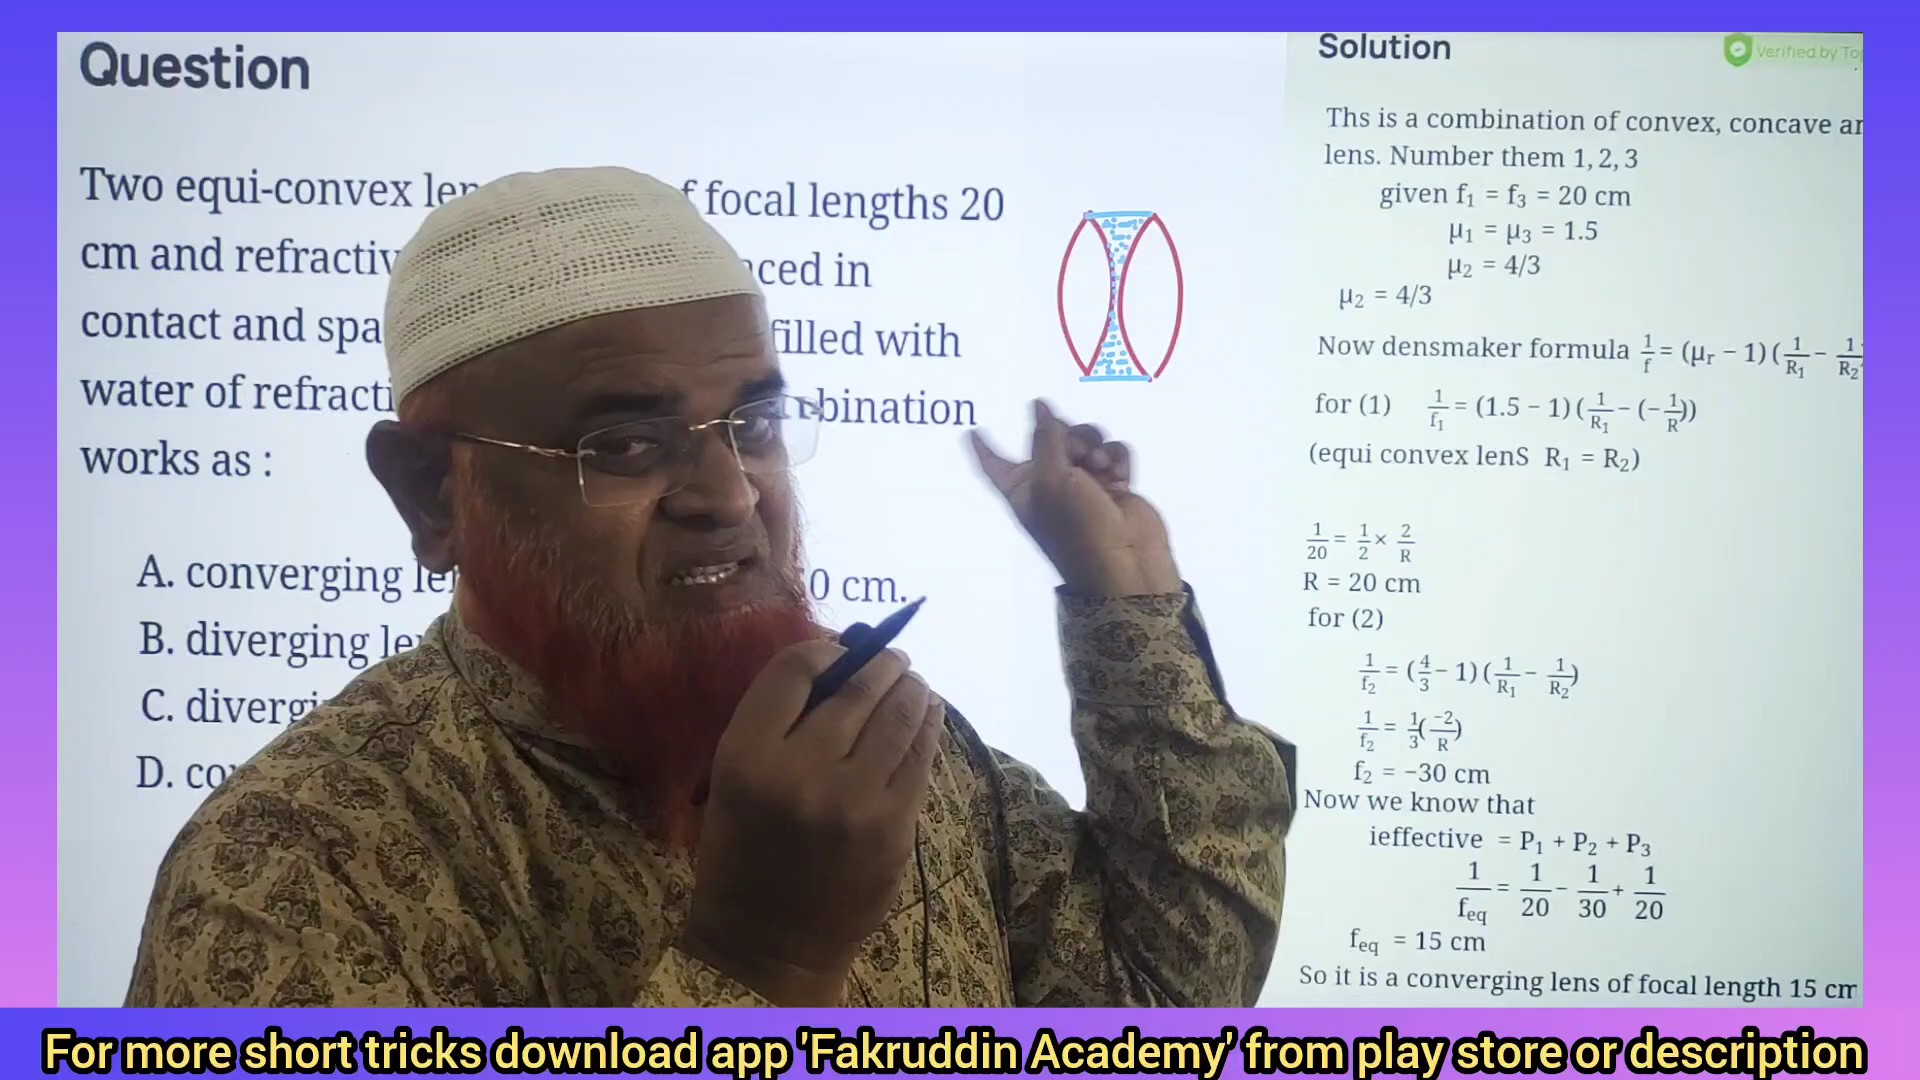 Question
Two equi-convex len f focal lengths 20
cm and refractiv aced in
contact and spa filled with
water of refracti bination
works as :
A. converging le 0 cm.
B. diverging le
C. divergi
D. co
Solution
Verified by To
Ths is a combination of convex, concave an
lens. Number them 1, 2, 3
given f₁ = f₃ = 20 cm
μ₁ = μ₃ = 1.5
μ₂ = 4/3
μ₂ = 4/3
Now densmaker formula 1/f = (μr − 1)(1/R₁ − 1/R₂
for (1) 1/f₁ = (1.5 − 1)(1/R₁ − (−1/R))
(equi convex lenS R₁ = R₂)
1/20 = 1/2 × 2/R
R = 20 cm
for (2)
1/f₂ = (4/3 − 1)(1/R₁ − 1/R₂)
1/f₂ = 1/3(−2/R)
f₂ = −30 cm
Now we know that
ieffective = P₁ + P₂ + P₃
1/feq = 1/20 − 1/30 + 1/20
feq = 15 cm
So it is a converging lens of focal length 15 cm
For more short tricks download app 'Fakruddin Academy' from play store or description